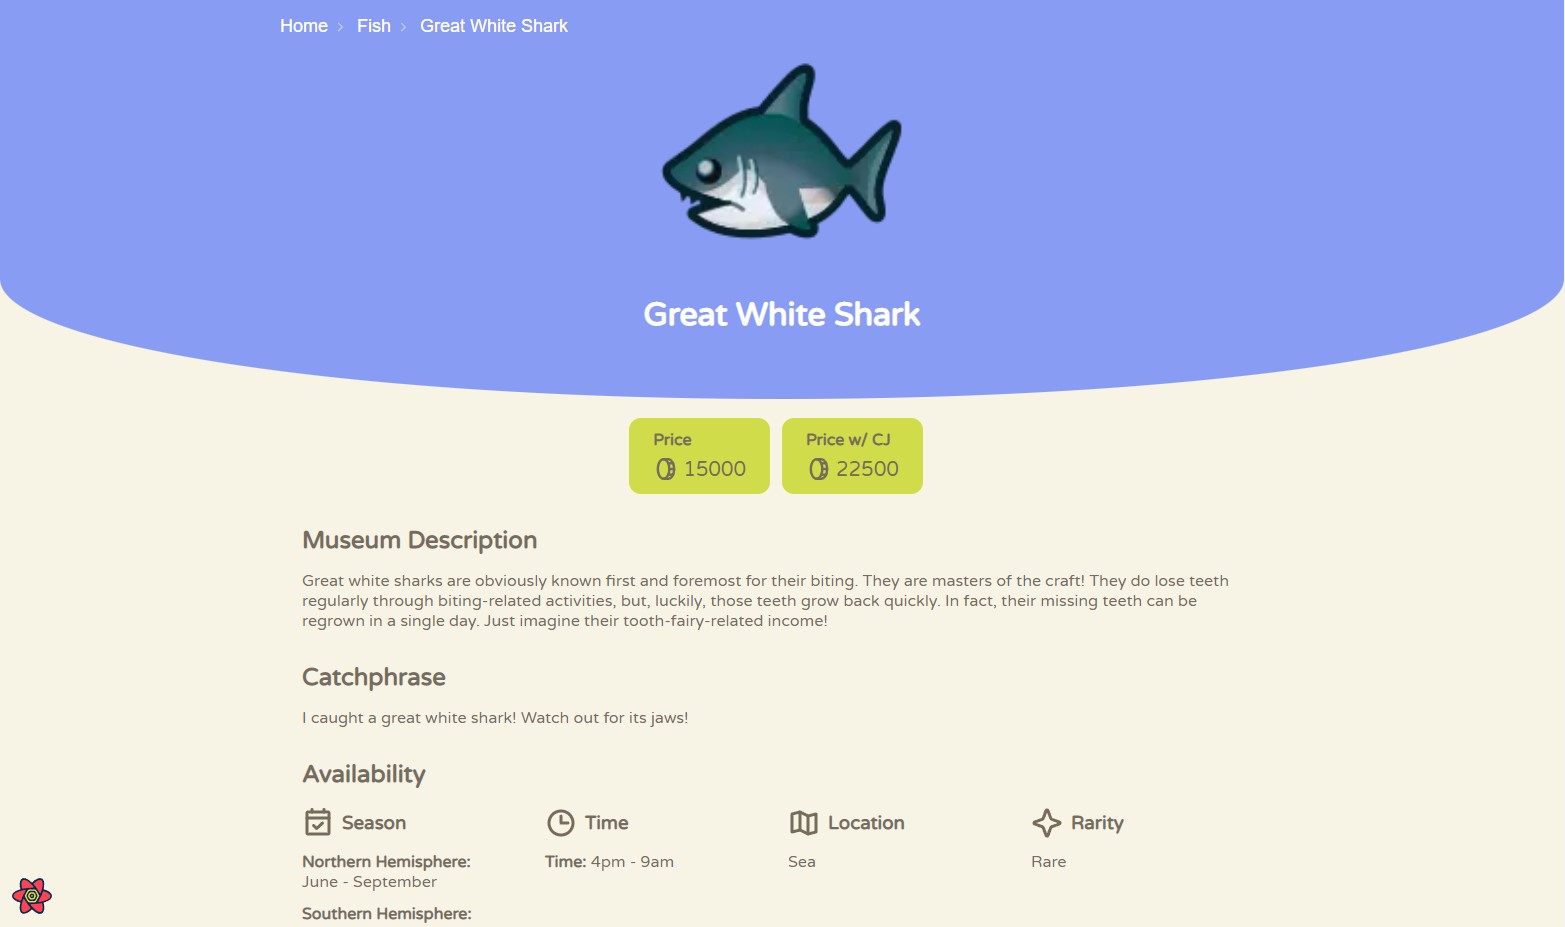 Home > Fish > Great White Shark
Great White Shark
Price
15000
Price w/ CJ
22500
Museum Description
Great white sharks are obviously known first and foremost for their biting. They are masters of the craft! They do lose teeth
regularly through biting-related activities, but, luckily, those teeth grow back quickly. In fact, their missing teeth can be
regrown in a single day. Just imagine their tooth-fairy-related income!
Catchphrase
I caught a great white shark! Watch out for its jaws!
Availability
Season
Northern Hemisphere:
June - September
Southern Hemisphere:
Time
Time: 4pm - 9am
Location
Sea
Rarity
Rare